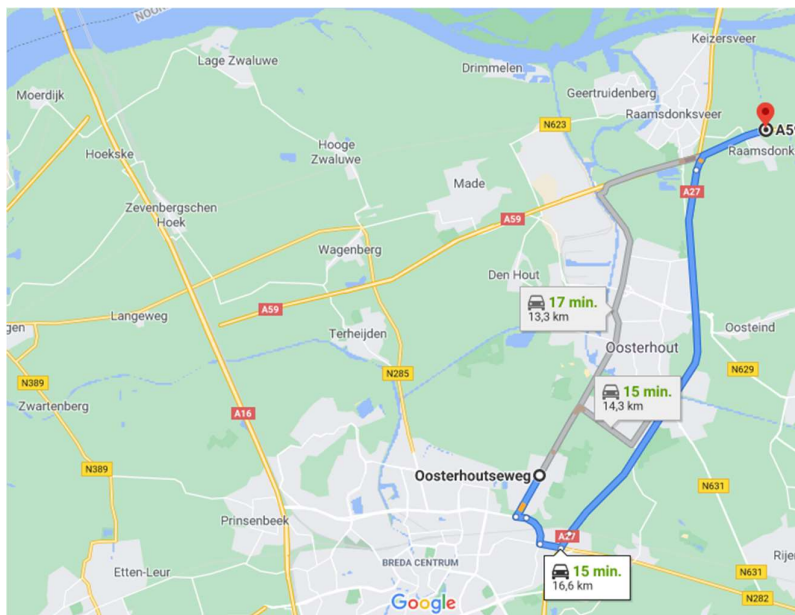 Keizersveer
Lage Zwaluwe
Drimmelen
Moerdijk
Geertruidenberg
Raamsdonksveer
N623
A59
Hoekske
Hooge
Zwaluwe
Raamsdonk
Made
A27
Zevenbergschen
Hoek
A59
Wagenberg
Den Hout
17 min.
13,3 km
A59
Langeweg
Oosteind
Terheijden
Oosterhout
N285
N629
N389
15 min.
14,3 km
Zwartenberg
A16
N389
Oosterhoutseweg
N631
Prinsenbeek
A27
BREDA CENTRUM
Etten-Leur
15 min.
16,6 km
N631
N282
Google